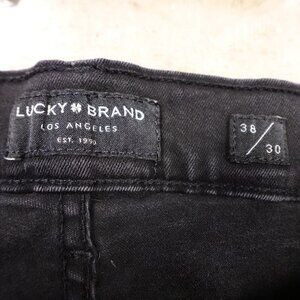 LUCKY BRAND
LOS ANGELES
EST. 1990
38
30